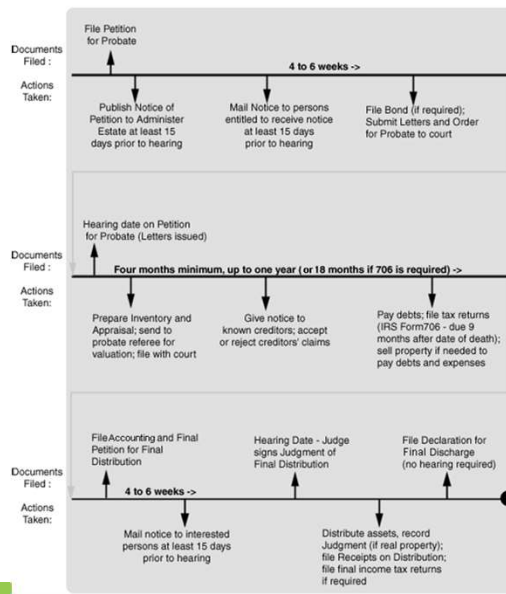 File Petition
for Probate
Documents
Filed :
4 to 6 weeks ->
Actions
Taken:
Publish Notice of
Petition to Administer
Estate at least 15
days prior to hearing
Mail Notice to persons
entitled to receive notice
at least 15 days
prior to hearing
File Bond (if required);
Submit Letters and Order
for Probate to court
Hearing date on Petition
for Probate (Letters issued)
Documents
Filed :
Four months minimum, up to one year (or 18 months if 706 is required) ->
Actions
Taken:
Prepare Inventory and
Appraisal; send to
probate referee for
valuation; file with court
Give notice to
known creditors; accept
or reject creditors' claims
Pay debts; file tax returns
(IRS Form706 - due 9
months after date of death);
sell property if needed to
pay debts and expenses
File Accounting and Final
Petition for Final
Distribution
Hearing Date - Judge
signs Judgment of
Final Distribution
File Declaration for
Final Discharge
(no hearing required)
Documents
Filed :
4 to 6 weeks ->
Actions
Taken:
Mail notice to interested
persons at least 15 days
prior to hearing
Distribute assets, record
Judgment (if real property);
file Receipts on Distribution;
file final income tax returns
if required